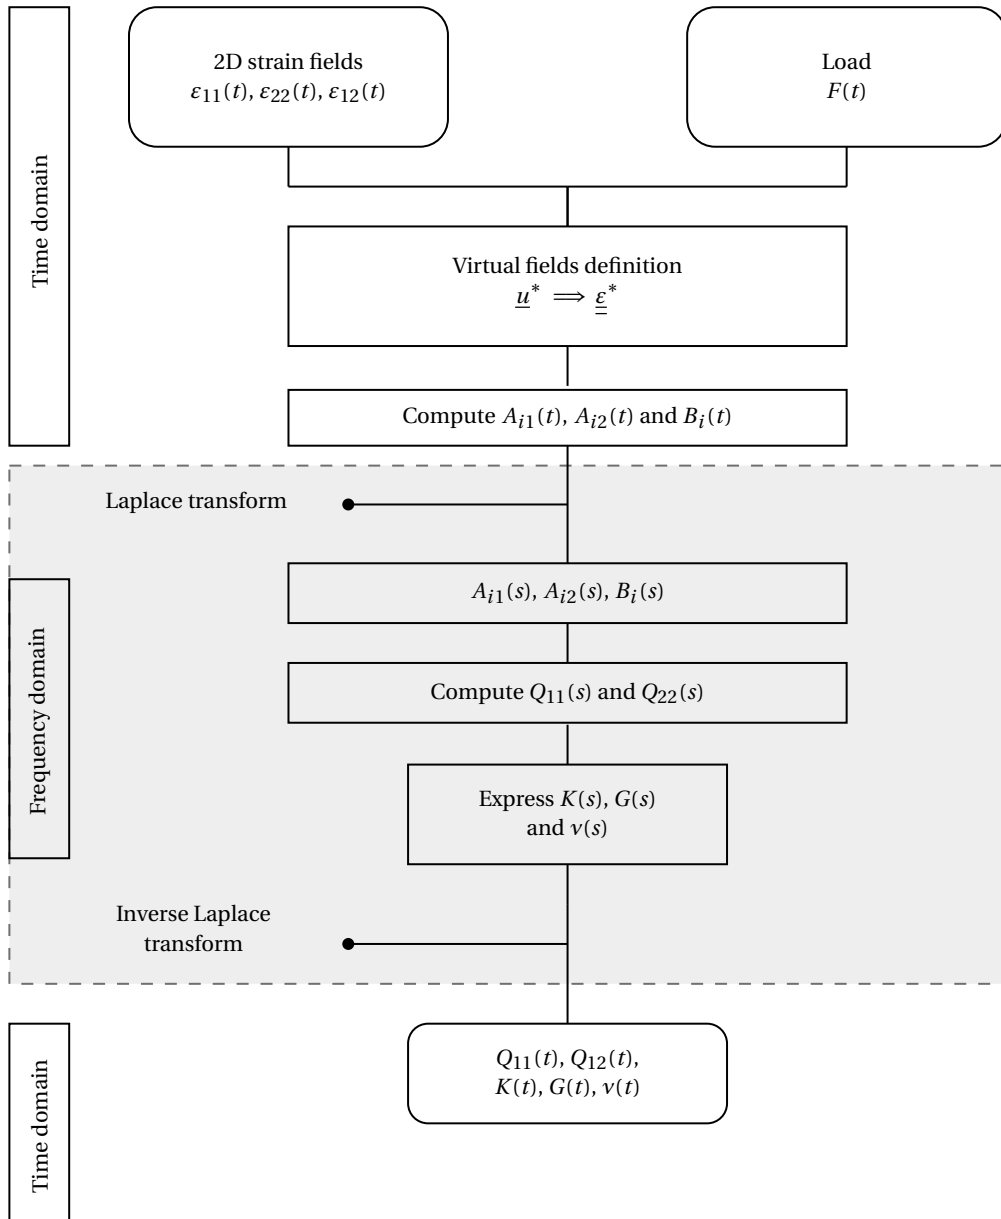 Time domain
2D strain fields
ε11(t), ε22(t), ε12(t)
Load
F(t)
Virtual fields definition
u* ⟹ ε*
Compute Ai1(t), Ai2(t) and Bi(t)
Laplace transform
Frequency domain
Ai1(s), Ai2(s), Bi(s)
Compute Q11(s) and Q22(s)
Express K(s), G(s)
and ν(s)
Inverse Laplace
transform
Time domain
Q11(t), Q12(t),
K(t), G(t), ν(t)